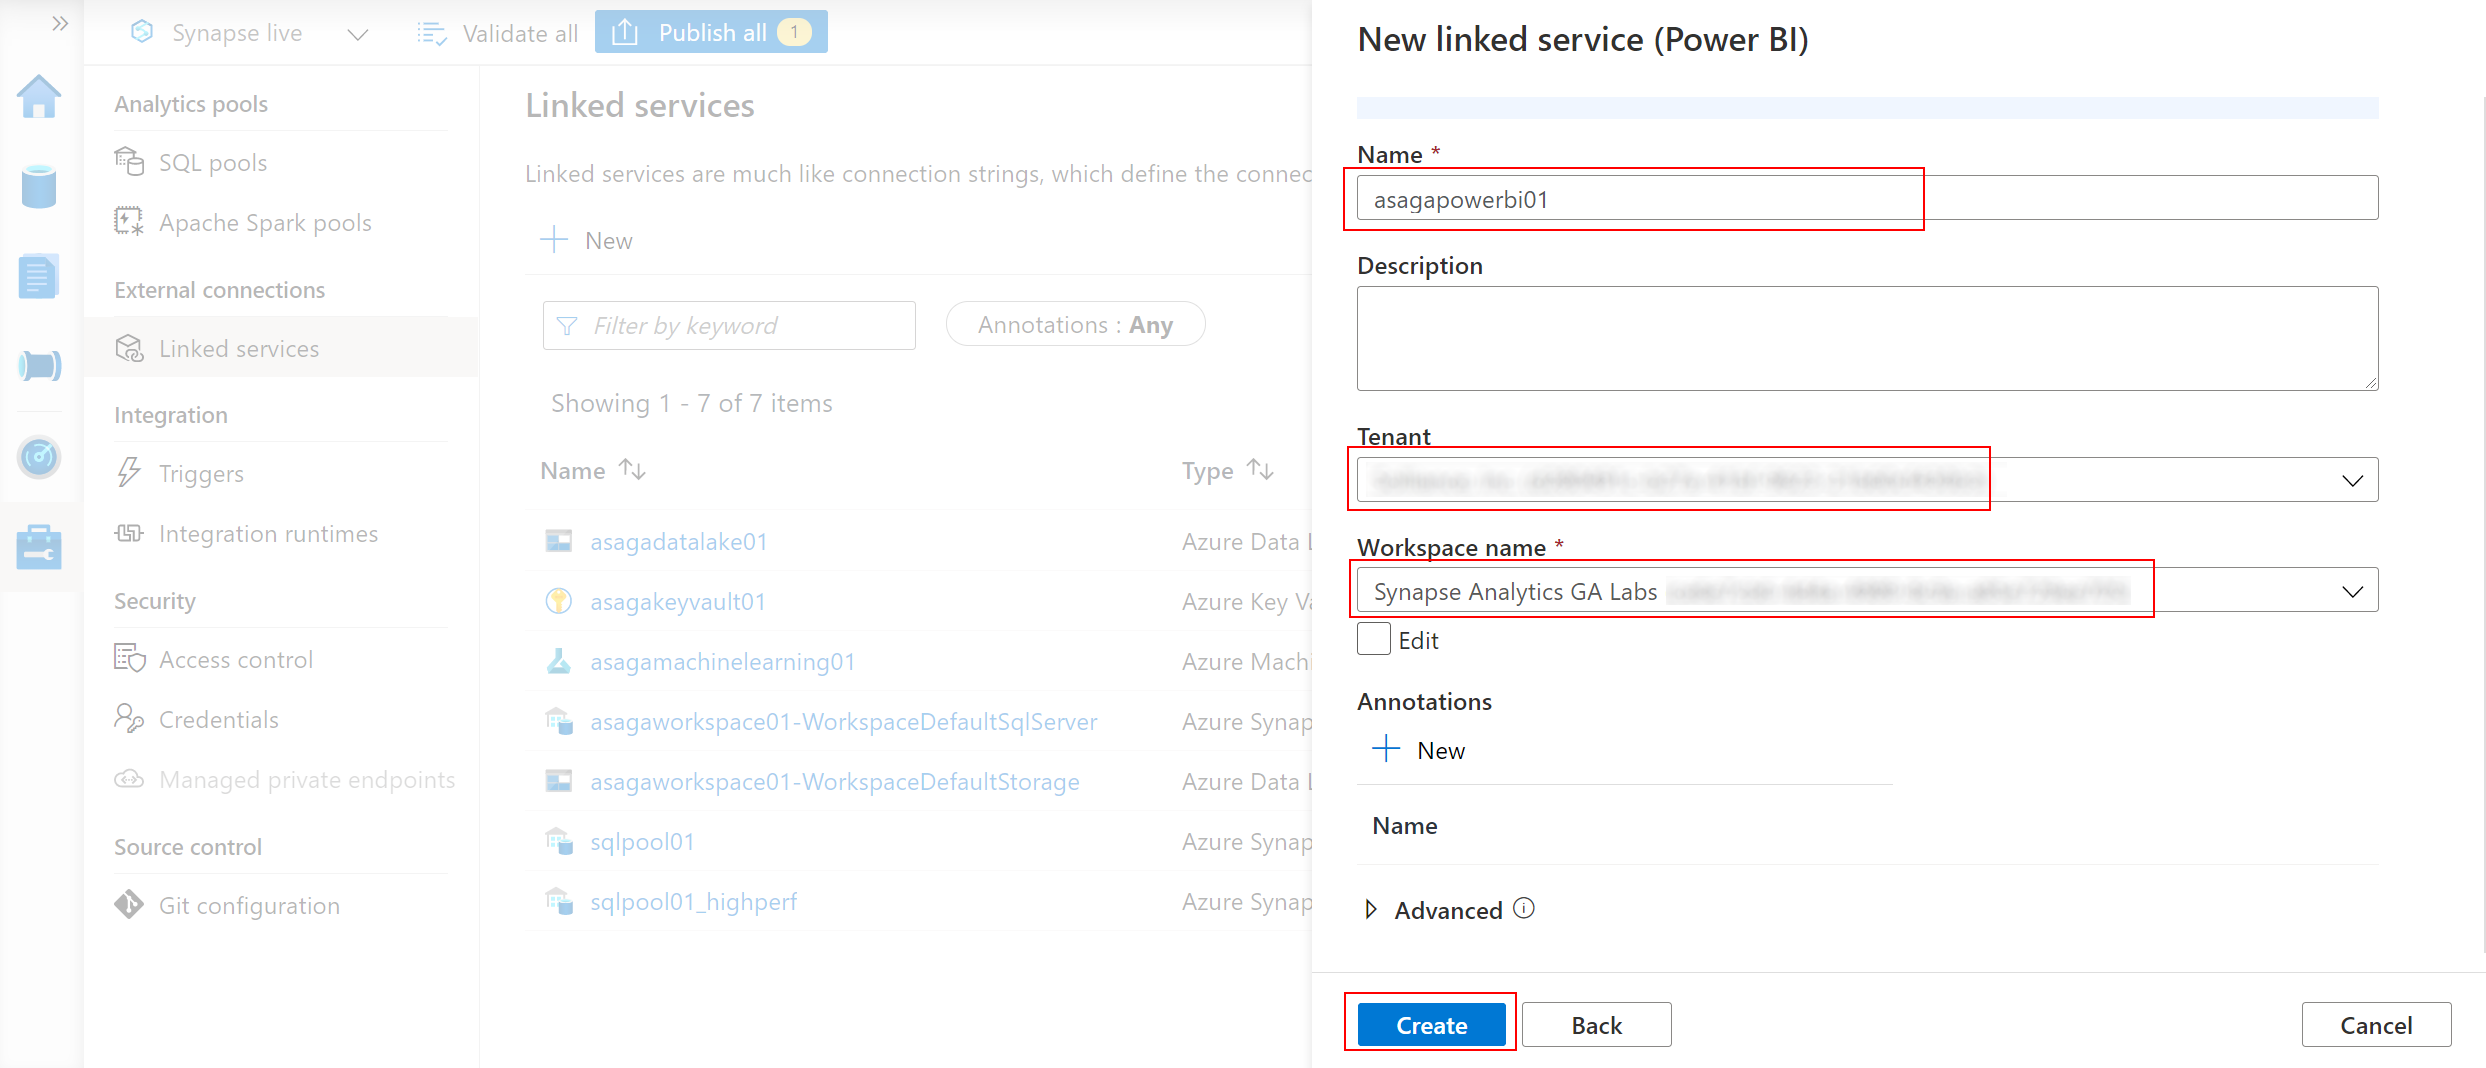 Synapse live
Validate all
Publish all 1
Analytics pools
SQL pools
Apache Spark pools
External connections
Linked services
Integration
Triggers
Integration runtimes
Security
Access control
Credentials
Managed private endpoints
Source control
Git configuration
Linked services
Linked services are much like connection strings, which define the connec
New
Filter by keyword
Annotations : Any
Showing 1 - 7 of 7 items
Name Type
asagadatalake01 Azure Data L
asagakeyvault01 Azure Key Va
asagamachinelearning01 Azure Machi
asagaworkspace01-WorkspaceDefaultSqlServer Azure Synap
asagaworkspace01-WorkspaceDefaultStorage Azure Data L
sqlpool01 Azure Synap
sqlpool01_highperf Azure Synap
New linked service (Power BI)
Name *
asagapowerbi01
Description
Tenant
Workspace name *
Synapse Analytics GA Labs
Edit
Annotations
New
Name
Advanced
Create
Back
Cancel